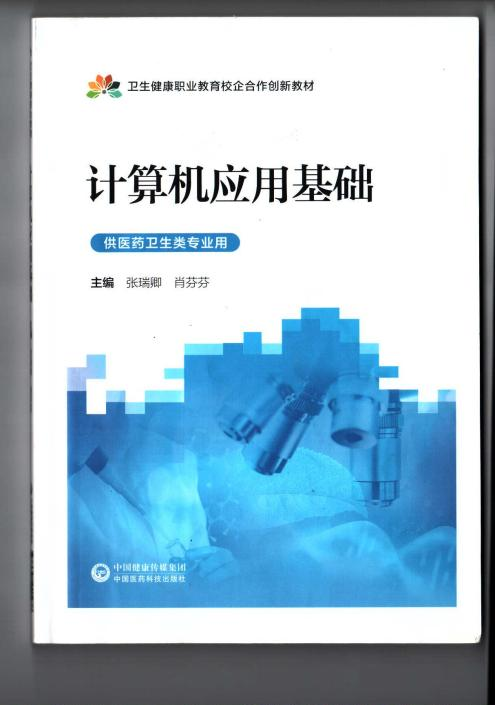 卫生健康职业教育校企合作创新教材
计算机应用基础
供医药卫生类专业用
主编 张瑞卿 肖芬芬
中国健康传媒集团
中国医药科技出版社